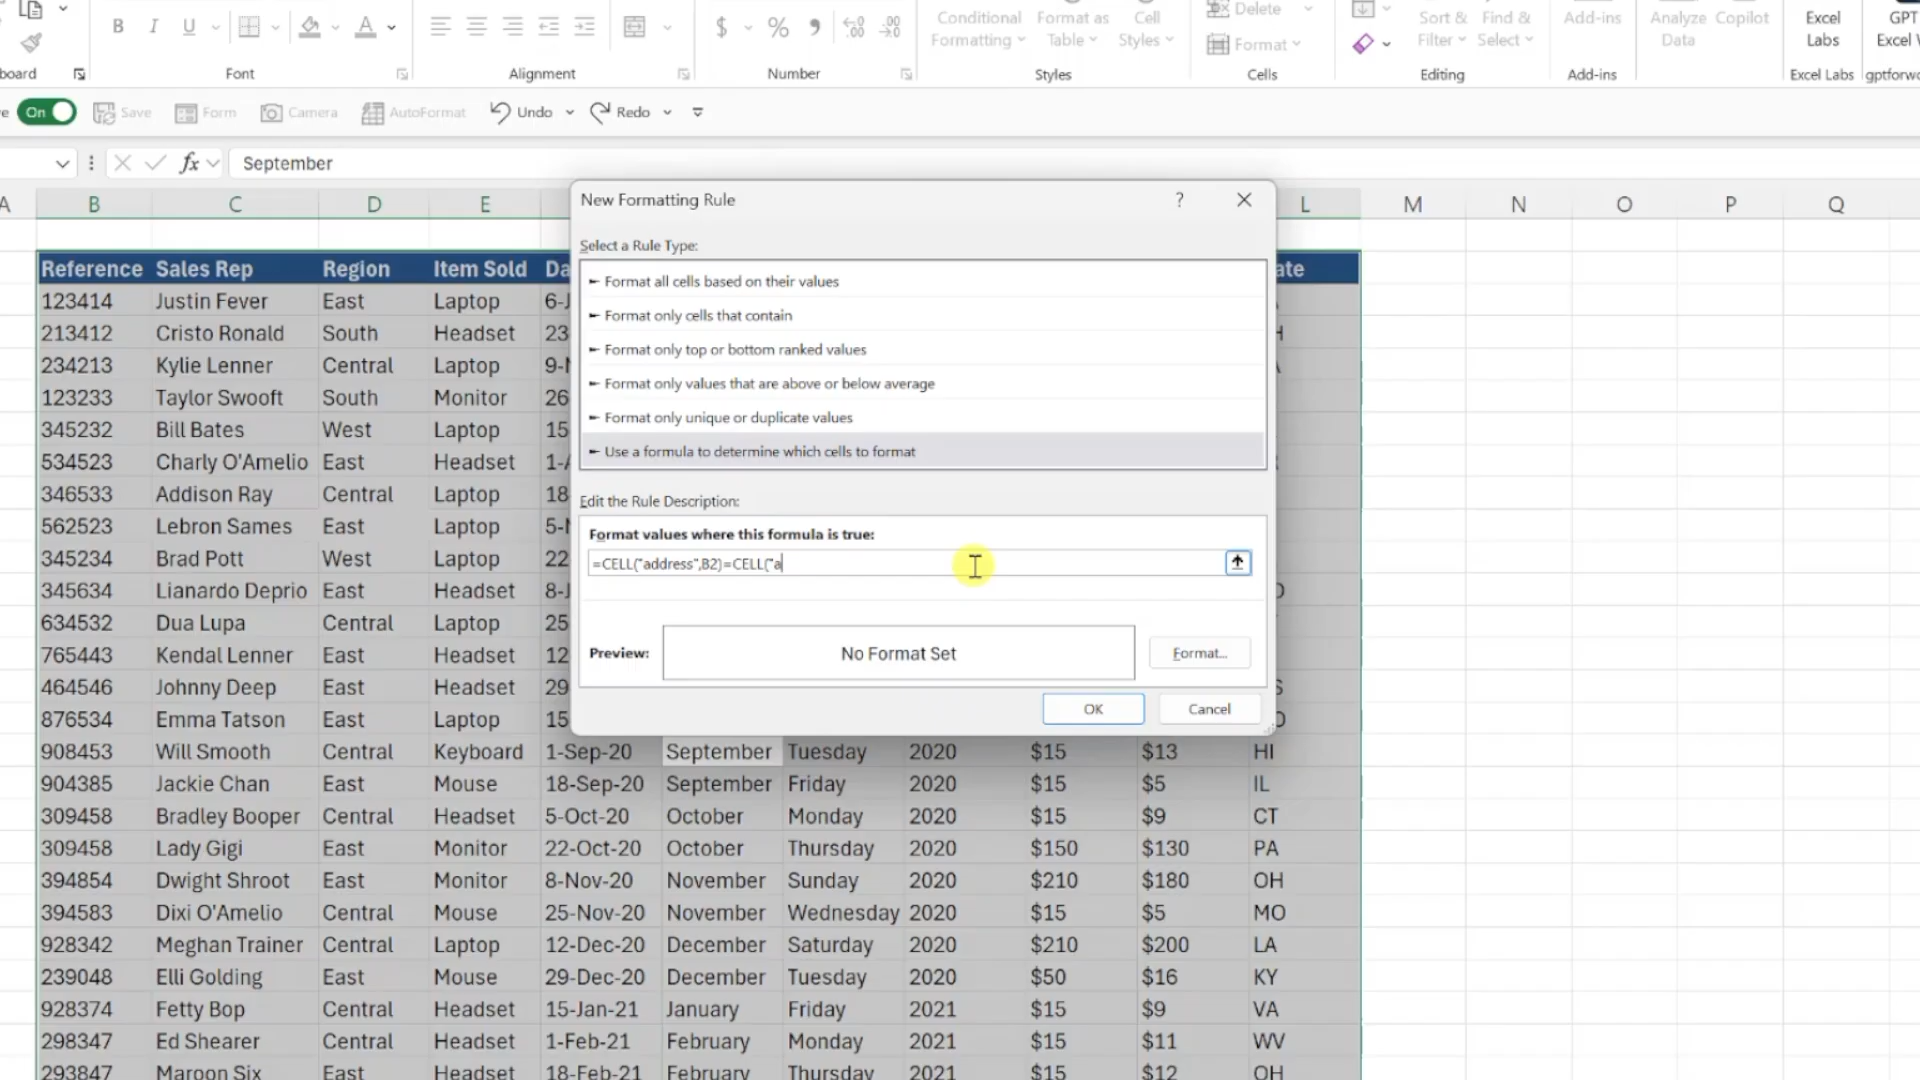 B I U A $ % 9 Conditional Formatting Format as Table Cell Styles Delete Format Sort & Filter Find & Select Add-ins Analyze Data Copilot Excel Labs GPT Excel
board Font Alignment Number Styles Cells Editing Add-ins Excel Labs gptforwo
On Save Form Camera AutoFormat Undo Redo
fx September
A B C D E L M N O P Q
New Formatting Rule ?
Select a Rule Type:
Format all cells based on their values
Format only cells that contain
Format only top or bottom ranked values
Format only values that are above or below average
Format only unique or duplicate values
Use a formula to determine which cells to format
Edit the Rule Description:
Format values where this formula is true:
=CELL("address",B2)=CELL("a
Preview: No Format Set Format...
OK Cancel
Reference Sales Rep Region Item Sold Da ate
123414 Justin Fever East Laptop 6-J
213412 Cristo Ronald South Headset 23
234213 Kylie Lenner Central Laptop 9-
123233 Taylor Swooft South Monitor 26
345232 Bill Bates West Laptop 15
534523 Charly O'Amelio East Headset 1-A
346533 Addison Ray Central Laptop 18
562523 Lebron Sames East Laptop 5-
345234 Brad Pott West Laptop 22
345634 Lianardo Deprio East Headset 8-J
634532 Dua Lupa Central Laptop 25
765443 Kendal Lenner East Headset 12
464546 Johnny Deep East Headset 29
876534 Emma Tatson East Laptop 15
908453 Will Smooth Central Keyboard 1-Sep-20 September Tuesday 2020 $15 $13 HI
904385 Jackie Chan East Mouse 18-Sep-20 September Friday 2020 $15 $5 IL
309458 Bradley Booper Central Headset 5-Oct-20 October Monday 2020 $15 $9 CT
309458 Lady Gigi East Monitor 22-Oct-20 October Thursday 2020 $150 $130 PA
394854 Dwight Shroot East Monitor 8-Nov-20 November Sunday 2020 $210 $180 OH
394583 Dixi O'Amelio Central Mouse 25-Nov-20 November Wednesday 2020 $15 $5 MO
928342 Meghan Trainer Central Laptop 12-Dec-20 December Saturday 2020 $210 $200 LA
239048 Elli Golding East Mouse 29-Dec-20 December Tuesday 2020 $50 $16 KY
928374 Fetty Bop Central Headset 15-Jan-21 January Friday 2021 $15 $9 VA
298347 Ed Shearer Central Headset 1-Feb-21 February Monday 2021 $15 $11 WV
293847 Maroon Six East Headset 18-Feb-21 February Thursday 2021 $15 $12 OH